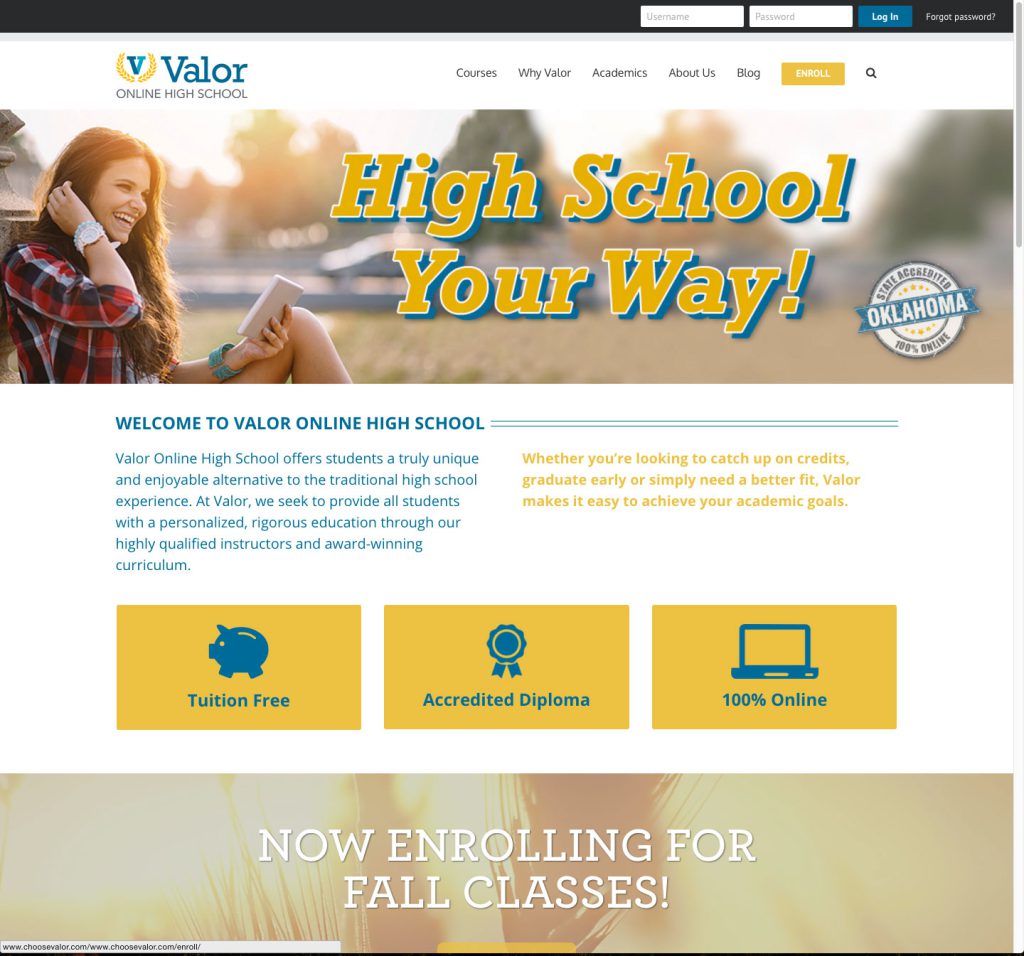 Username Password Log In Forgot password?
V Valor
ONLINE HIGH SCHOOL
Courses Why Valor Academics About Us Blog ENROLL
High School
Your Way!
STATE ACCREDITED
OKLAHOMA
100% ONLINE
WELCOME TO VALOR ONLINE HIGH SCHOOL
Valor Online High School offers students a truly unique
and enjoyable alternative to the traditional high school
experience. At Valor, we seek to provide all students
with a personalized, rigorous education through our
highly qualified instructors and award-winning
curriculum.
Whether you’re looking to catch up on credits,
graduate early or simply need a better fit, Valor
makes it easy to achieve your academic goals.
Tuition Free
Accredited Diploma
100% Online
NOW ENROLLING FOR
FALL CLASSES!
www.choosevalor.com/www.choosevalor.com/enroll/